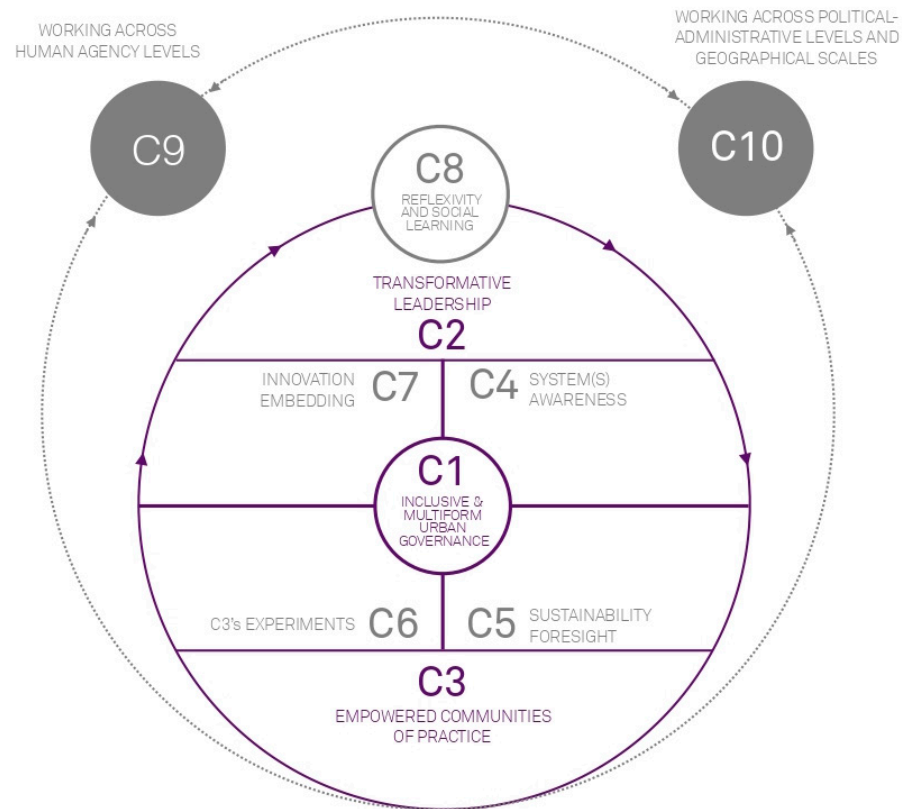 WORKING ACROSS
HUMAN AGENCY LEVELS
WORKING ACROSS POLITICAL-
ADMINISTRATIVE LEVELS AND
GEOGRAPHICAL SCALES
C9
C10
C8
REFLEXIVITY
AND SOCIAL
LEARNING
TRANSFORMATIVE
LEADERSHIP
C2
INNOVATION
EMBEDDING
C7
C4
SYSTEM(S)
AWARENESS
C1
INCLUSIVE &
MULTIFORM
URBAN
GOVERNANCE
C3's EXPERIMENTS
C6
C5
SUSTAINABILITY
FORESIGHT
C3
EMPOWERED COMMUNITIES
OF PRACTICE